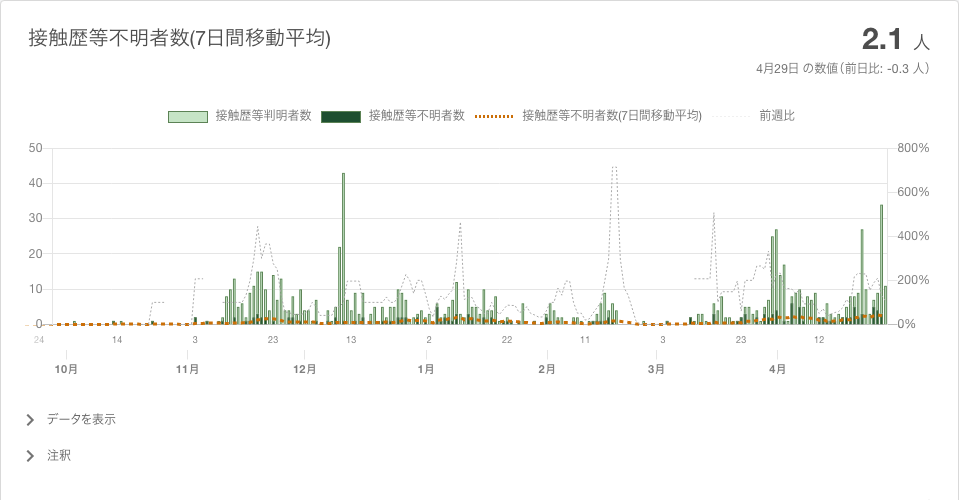 接触歴等不明者数(7日間移動平均)
2.1 人
4月29日 の数値（前日比: -0.3 人）
接触歴等判明者数 接触歴等不明者数 接触歴等不明者数(7日間移動平均) 前週比
50 800%
40 600%
30 400%
20
10 200%
0 0%
24 14 3 23 13 2 22 11 3 23 12
10月 11月 12月 1月 2月 3月 4月
データを表示
注釈